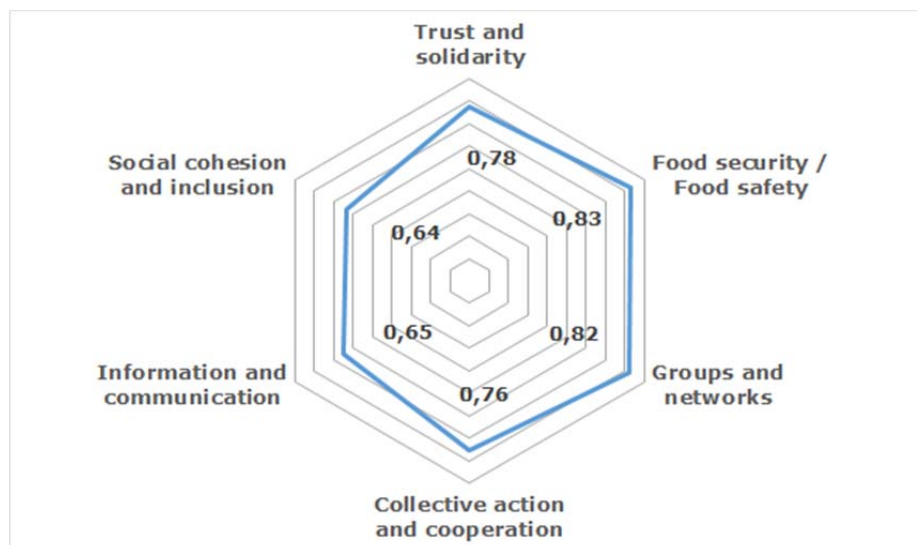 Trust and
solidarity
Social cohesion
and inclusion
Food security /
Food safety
0,78
0,64
0,83
0,65
0,82
0,76
Information and
communication
Groups and
networks
Collective action
and cooperation